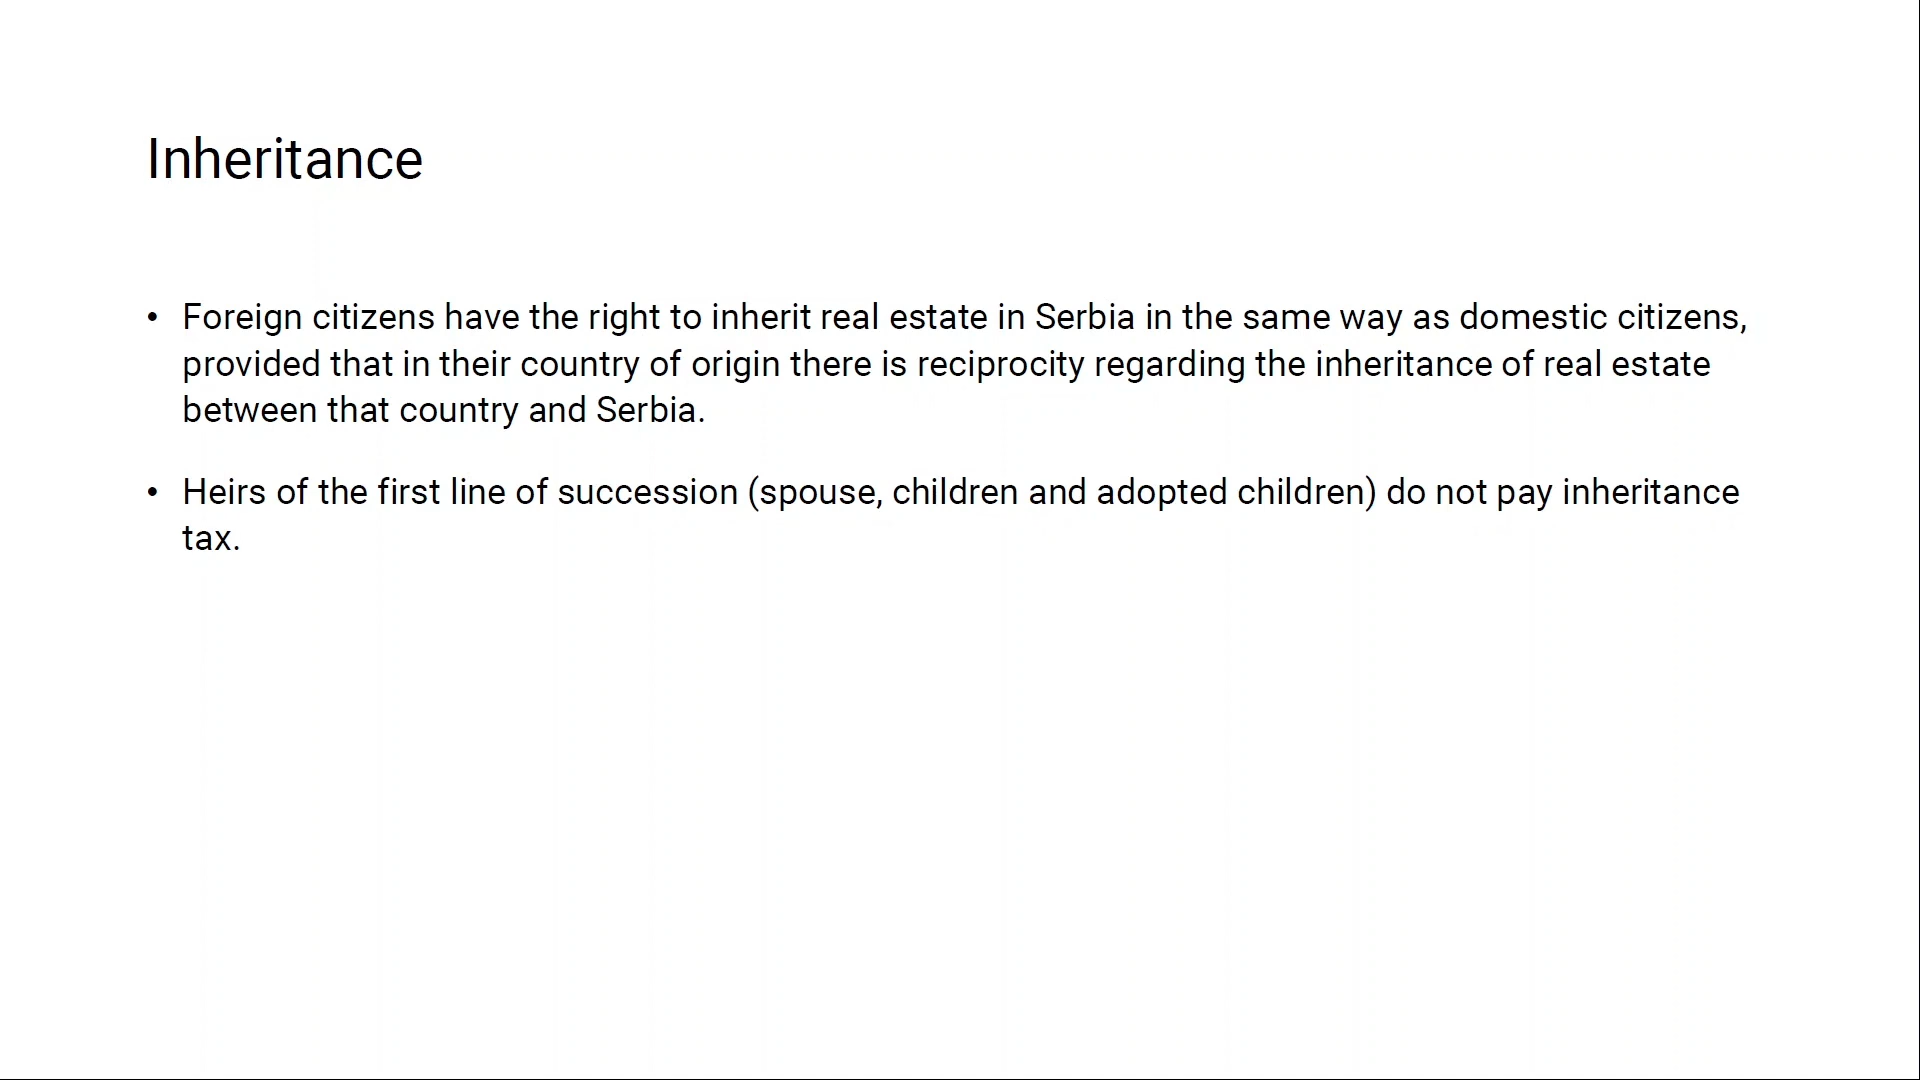 Inheritance
• Foreign citizens have the right to inherit real estate in Serbia in the same way as domestic citizens,
provided that in their country of origin there is reciprocity regarding the inheritance of real estate
between that country and Serbia.
• Heirs of the first line of succession (spouse, children and adopted children) do not pay inheritance
tax.